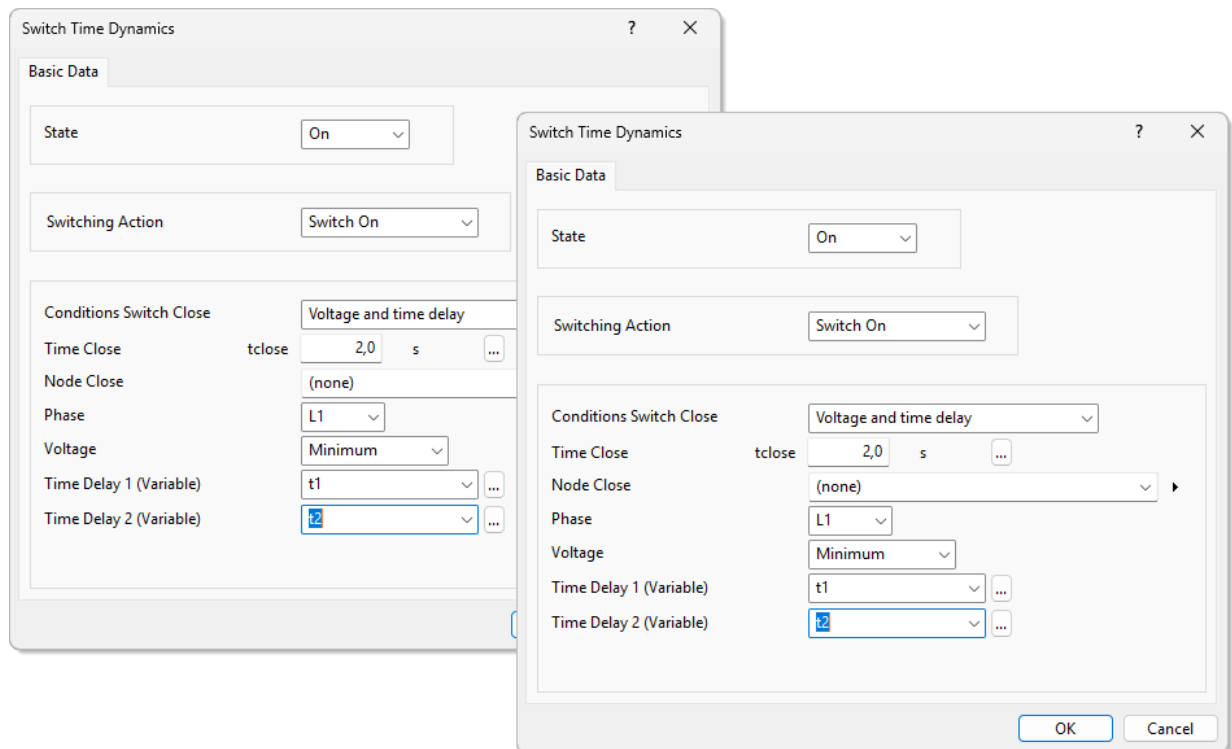 Switch Time Dynamics ?
Basic Data
State On
Switching Action Switch On
Conditions Switch Close Voltage and time delay
Time Close tclose 2,0 s ...
Node Close (none)
Phase L1
Voltage Minimum
Time Delay 1 (Variable) t1 ...
Time Delay 2 (Variable) t2 ...
Switch Time Dynamics ?
Basic Data
State On
Switching Action Switch On
Conditions Switch Close Voltage and time delay
Time Close tclose 2,0 s ...
Node Close (none)
Phase L1
Voltage Minimum
Time Delay 1 (Variable) t1 ...
Time Delay 2 (Variable) t2 ...
OK Cancel